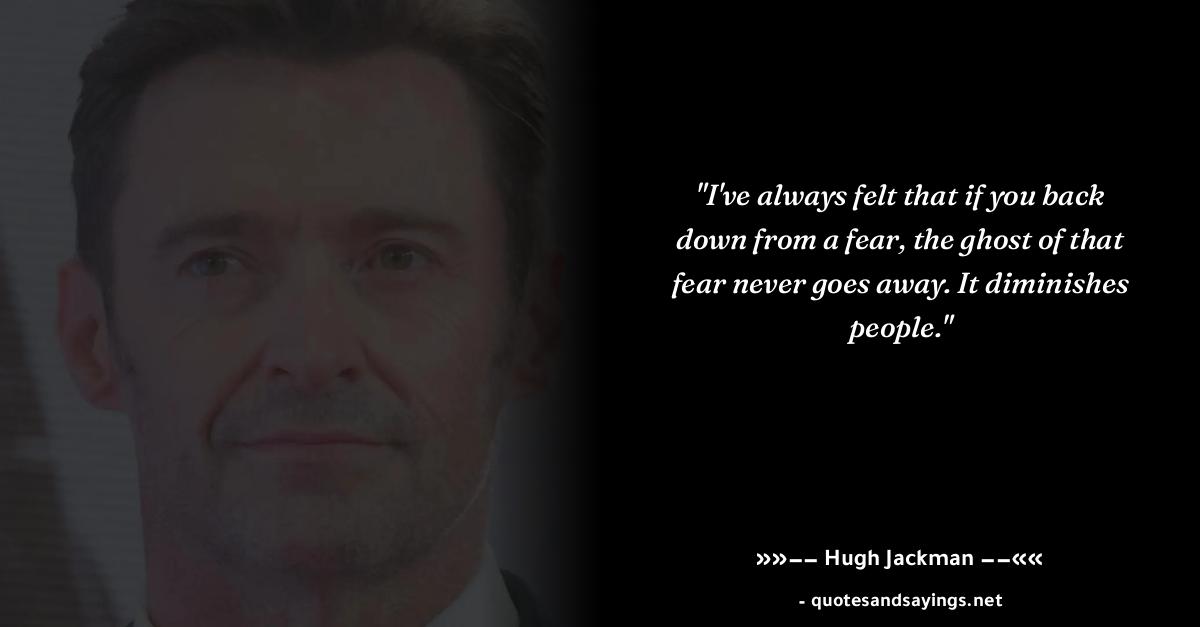 "I've always felt that if you back
down from a fear, the ghost of that
fear never goes away. It diminishes
people."
»»−− Hugh Jackman −−««
- quotesandsayings.net